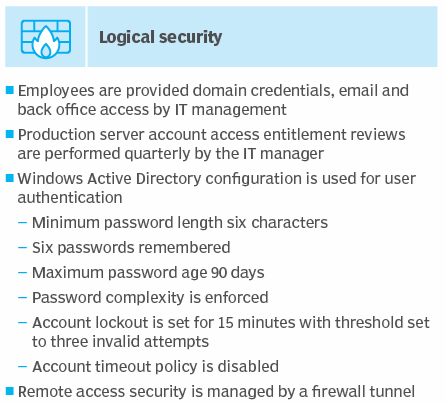 Logical security
■ Employees are provided domain credentials, email and
back office access by IT management
■ Production server account access entitlement reviews
are performed quarterly by the IT manager
■ Windows Active Directory configuration is used for user
authentication
– Minimum password length six characters
– Six passwords remembered
– Maximum password age 90 days
– Password complexity is enforced
– Account lockout is set for 15 minutes with threshold set
to three invalid attempts
– Account timeout policy is disabled
■ Remote access security is managed by a firewall tunnel